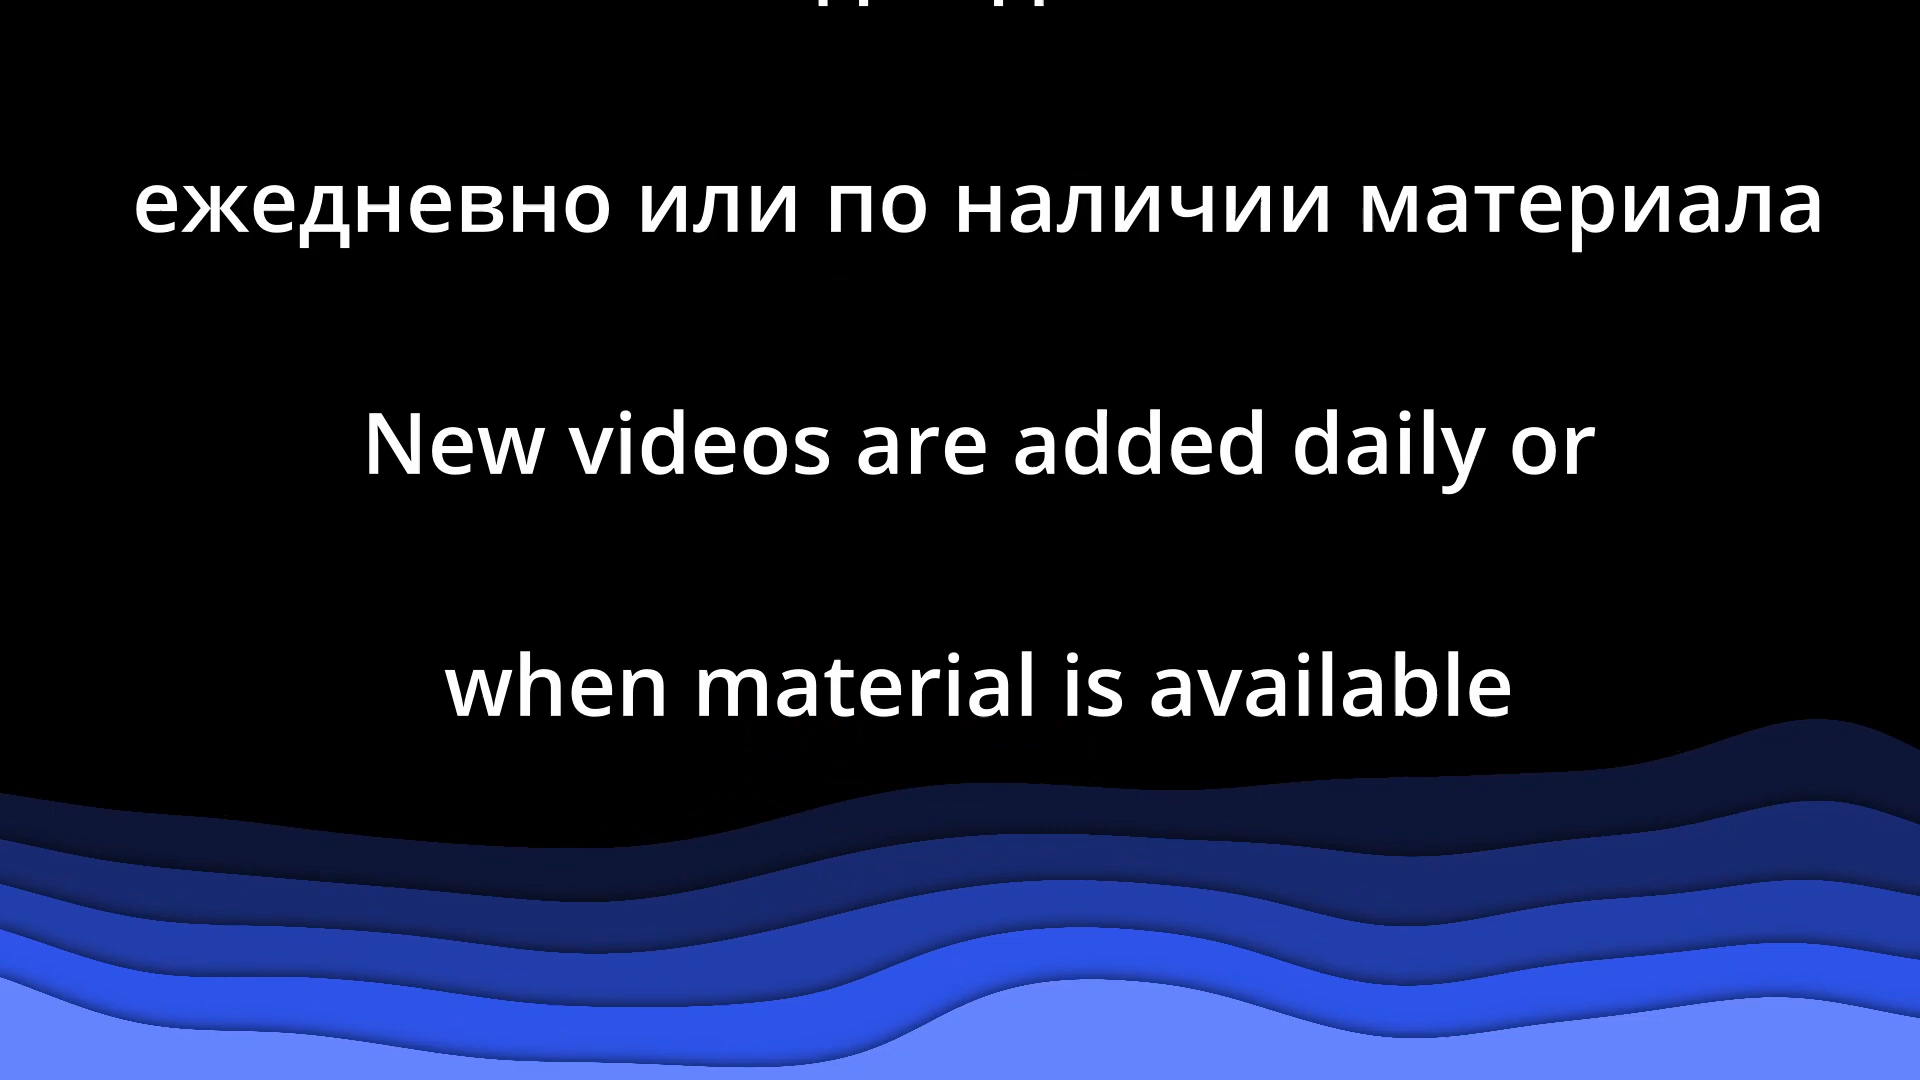 ежедневно или по наличии материала
New videos are added daily or
when material is available